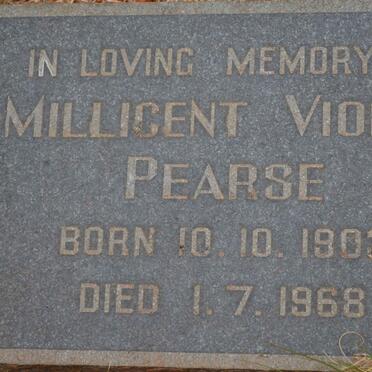 IN LOVING MEMORY
MILLICENT VIO
PEARSE
BORN 10.10.190
DIED 1.7.1968